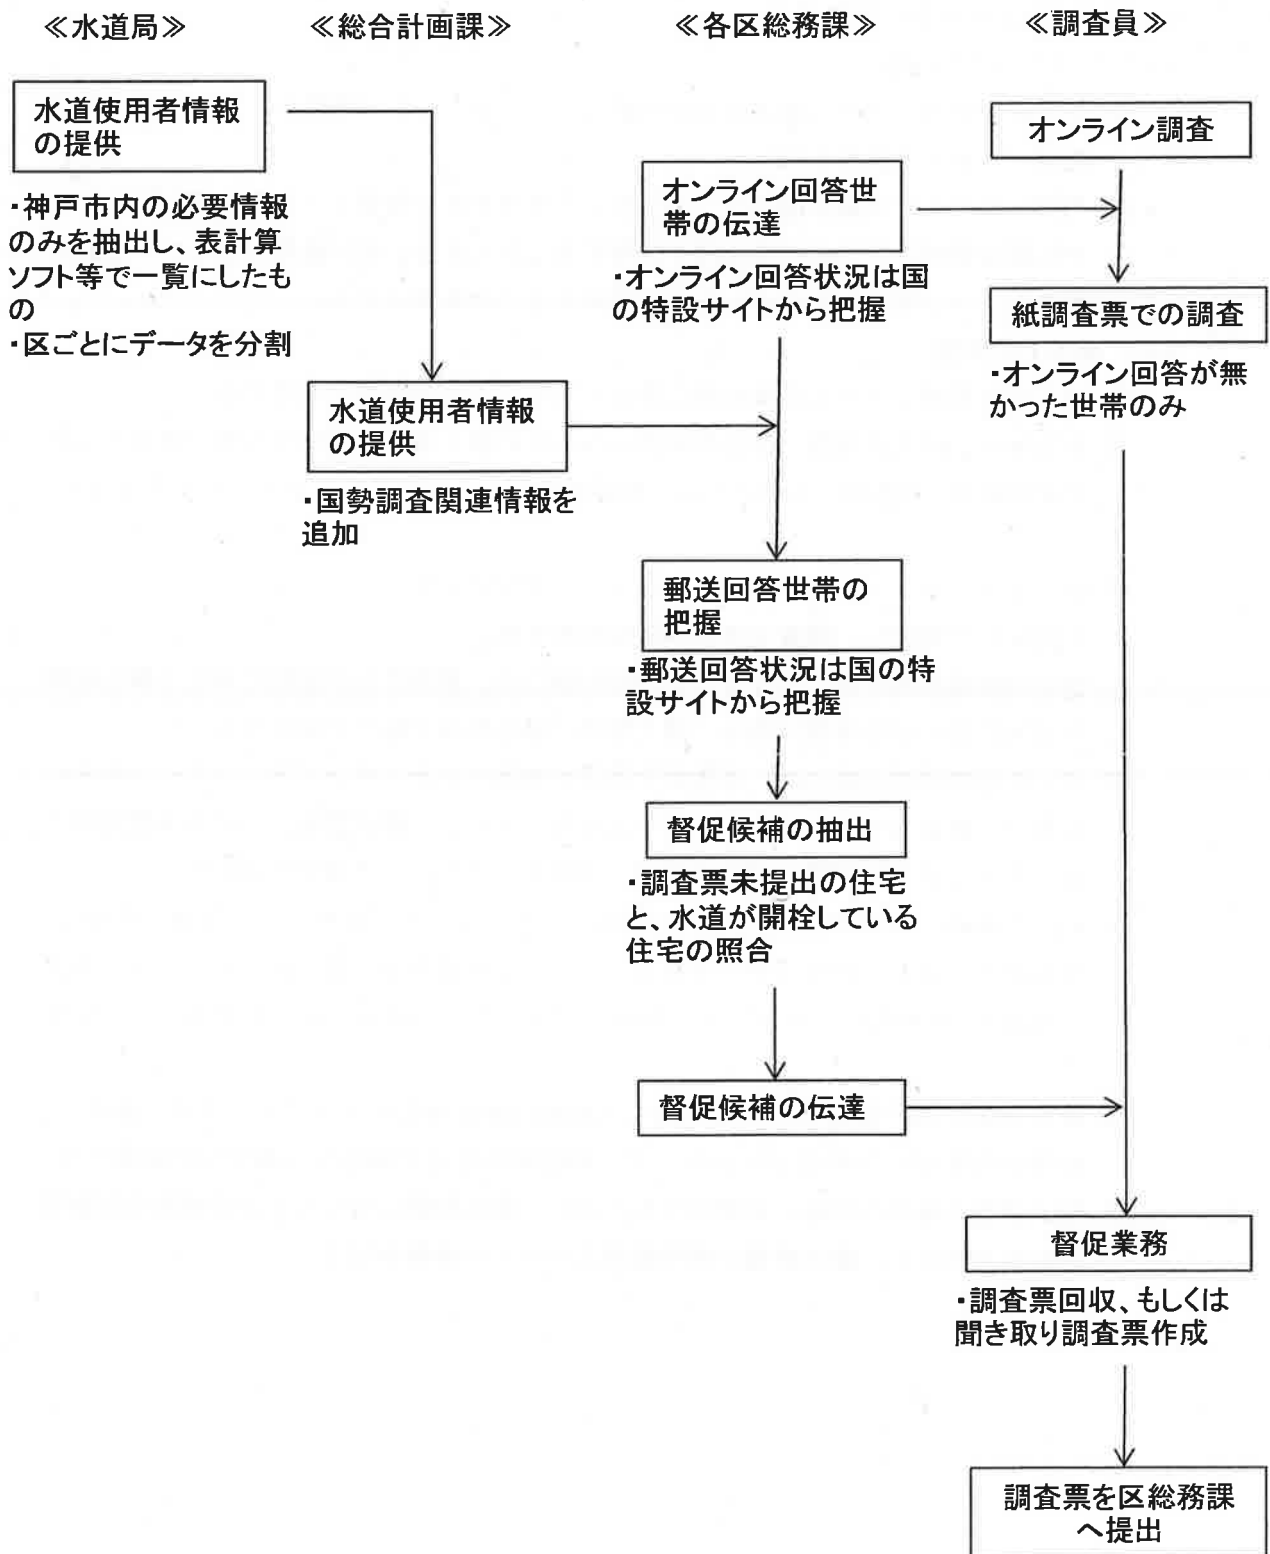 ≪水道局≫
≪総合計画課≫
≪各区総務課≫
≪調査員≫
水道使用者情報
の提供
・神戸市内の必要情報
のみを抽出し、表計算
ソフト等で一覧にしたも
の
・区ごとにデータを分割
水道使用者情報
の提供
・国勢調査関連情報を
追加
オンライン回答世
帯の伝達
・オンライン回答状況は国
の特設サイトから把握
郵送回答世帯の
把握
・郵送回答状況は国の特
設サイトから把握
督促候補の抽出
・調査票未提出の住宅
と、水道が開栓している
住宅の照合
督促候補の伝達
オンライン調査
紙調査票での調査
・オンライン回答が無
かった世帯のみ
督促業務
・調査票回収、もしくは
聞き取り調査票作成
調査票を区総務課
へ提出